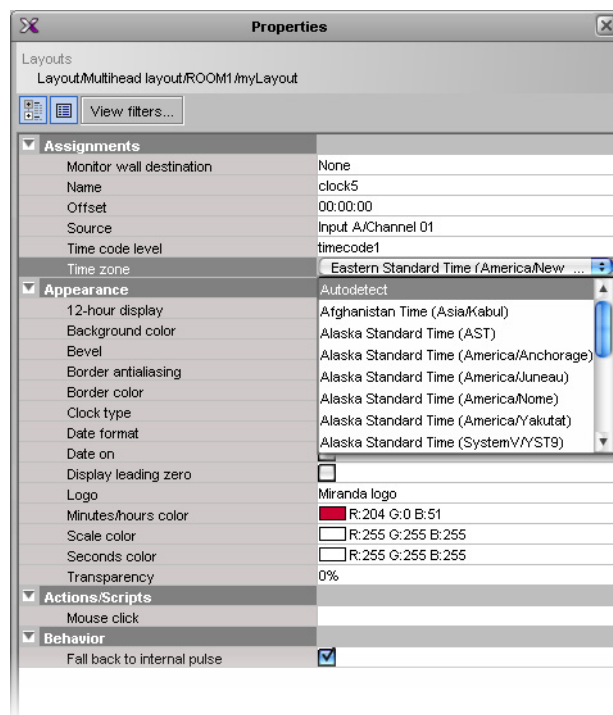 Properties
Layouts
Layout/Multihead layout/ROOM1/myLayout
View filters...
Assignments
Monitor wall destination None
Name clock5
Offset 00:00:00
Source Input A/Channel 01
Time code level timecode1
Time zone Eastern Standard Time (America/New ...
Appearance Autodetect
12-hour display Afghanistan Time (Asia/Kabul)
Background color Alaska Standard Time (AST)
Bevel Alaska Standard Time (America/Anchorage)
Border antialiasing Alaska Standard Time (America/Juneau)
Border color Alaska Standard Time (America/Nome)
Clock type Alaska Standard Time (America/Yakutat)
Date format Alaska Standard Time (SystemV/YST9)
Date on
Display leading zero
Logo Miranda logo
Minutes/hours color R:204 G:0 B:51
Scale color R:255 G:255 B:255
Seconds color R:255 G:255 B:255
Transparency 0%
Actions/Scripts
Mouse click
Behavior
Fall back to internal pulse